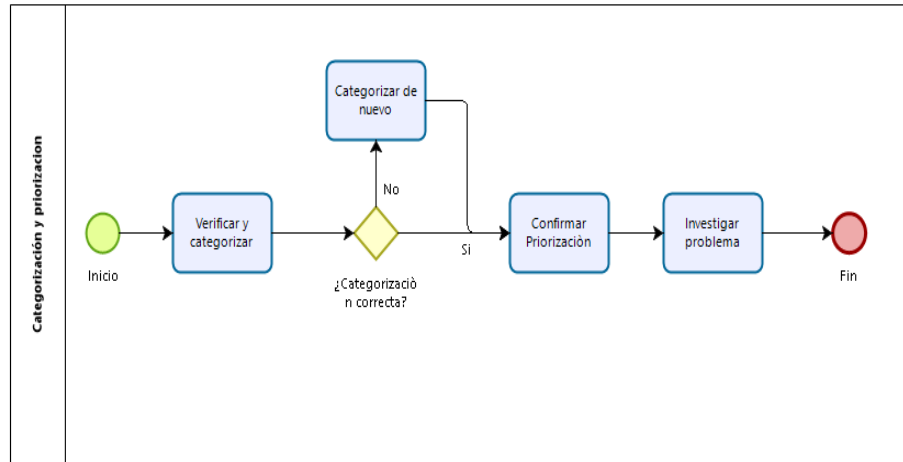 Categorización y priorizacion
Inicio
Verificar y
categorizar
¿Categorizaciò
n correcta?
No
Categorizar de
nuevo
Si
Confirmar
Priorizaciòn
Investigar
problema
Fin